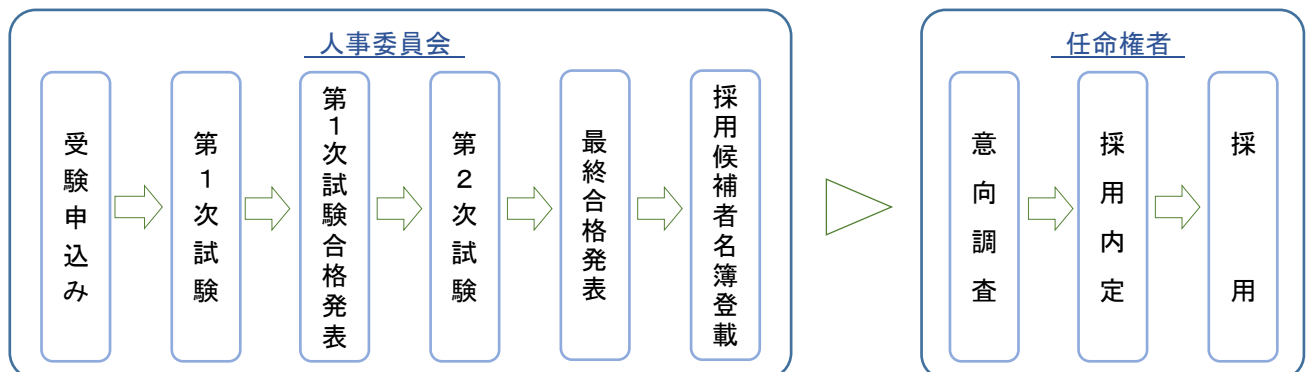 人事委員会
受験申込み
第1次試験
第1次試験合格発表
第2次試験
最終合格発表
採用候補者名簿登載
任命権者
意向調査
採用内定
採用